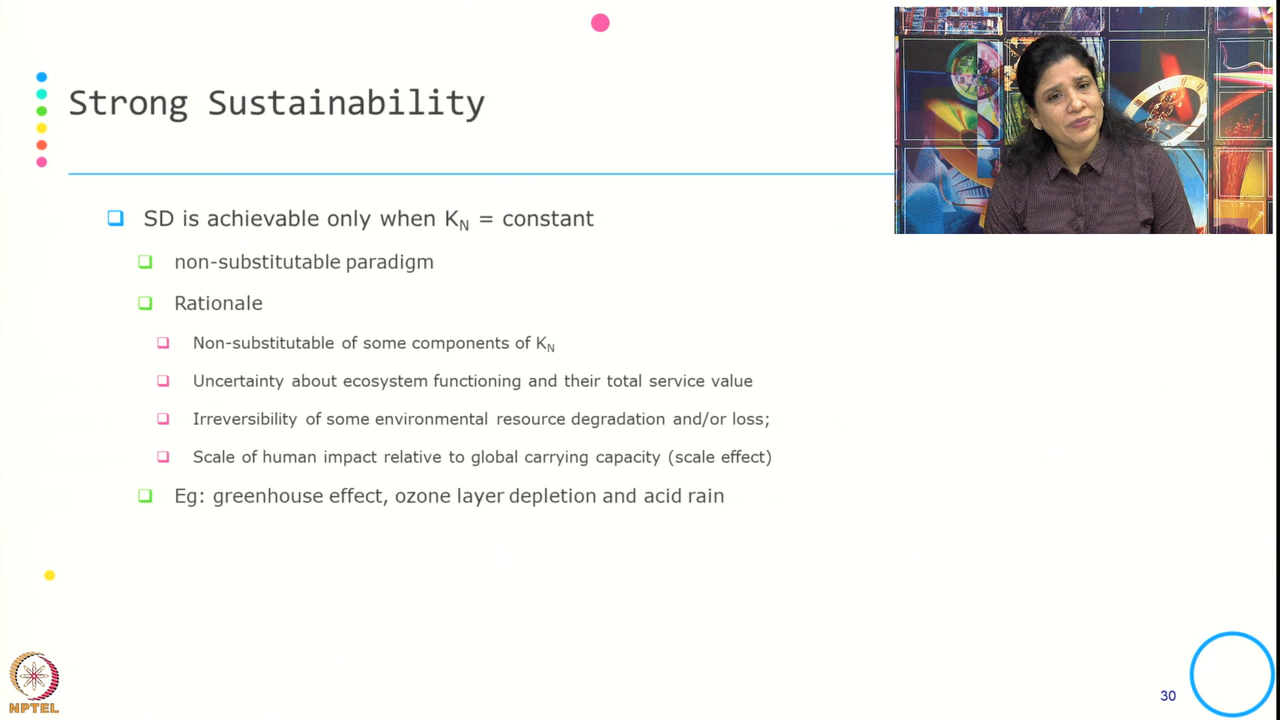 Strong Sustainability
SD is achievable only when K_N = constant
non-substitutable paradigm
Rationale
Non-substitutable of some components of K_N
Uncertainty about ecosystem functioning and their total service value
Irreversibility of some environmental resource degradation and/or loss;
Scale of human impact relative to global carrying capacity (scale effect)
Eg: greenhouse effect, ozone layer depletion and acid rain
NPTEL
30